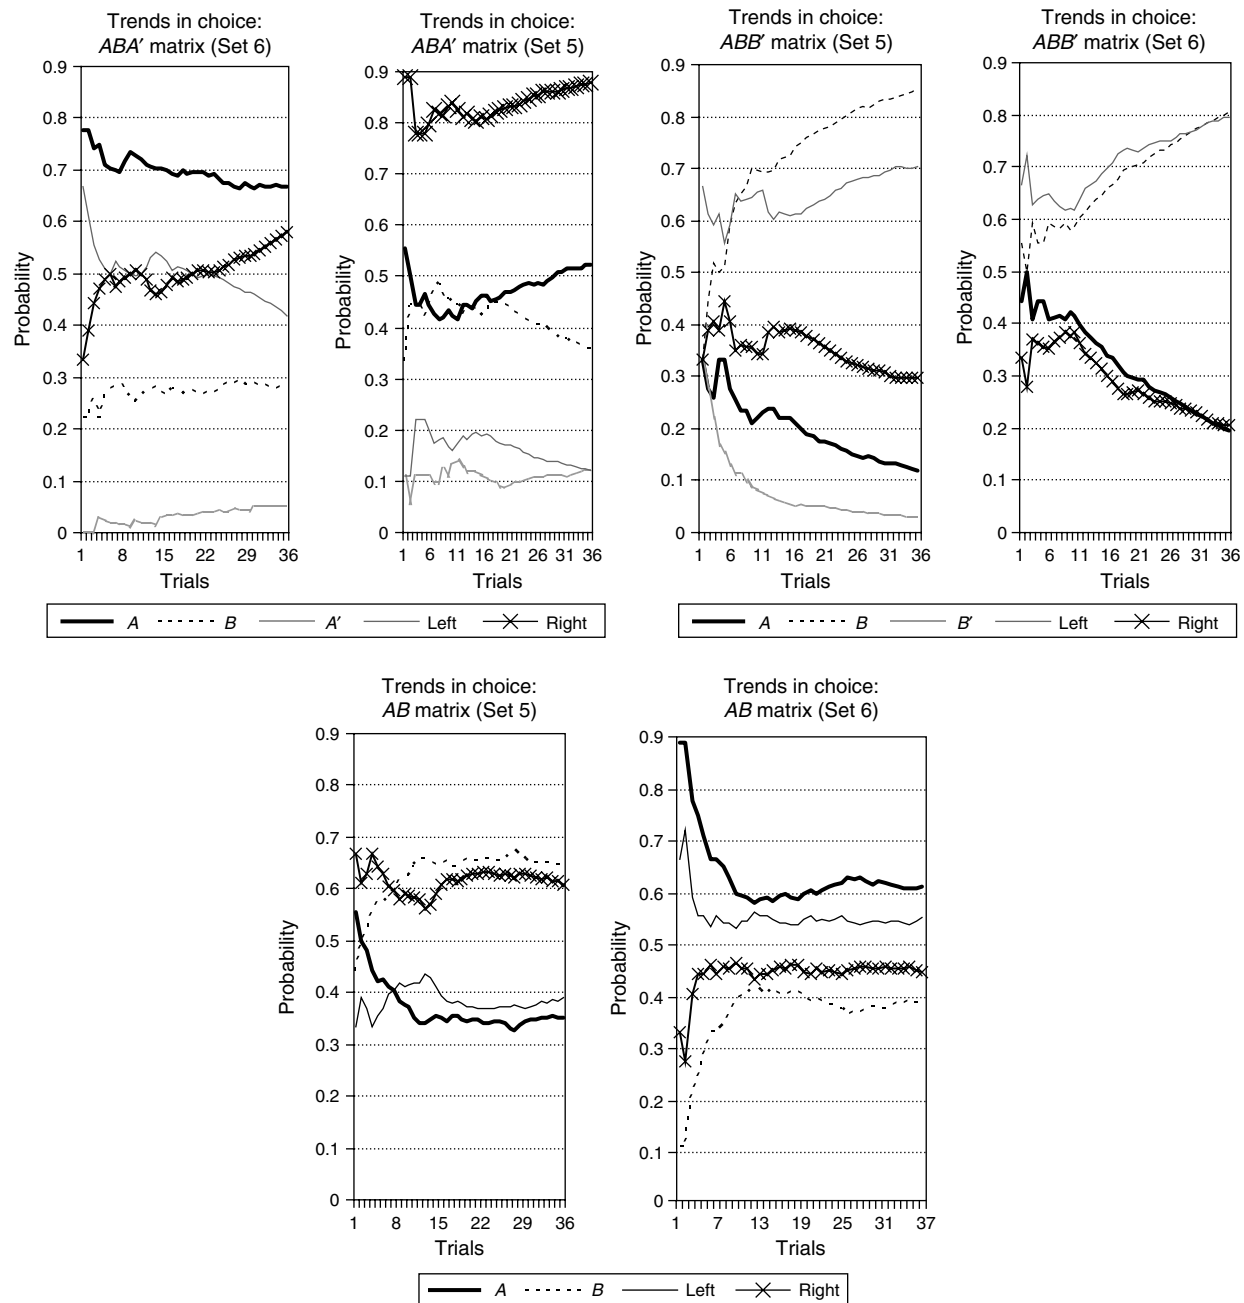 Trends in choice:
ABA′ matrix (Set 6)
0.9
0.8
0.7
0.6
0.5
0.4
0.3
0.2
0.1
0
Probability
1 8 15 22 29 36
Trials
Trends in choice:
ABA′ matrix (Set 5)
0.9
0.8
0.7
0.6
0.5
0.4
0.3
0.2
0.1
0
Probability
1 6 11 16 21 26 31 36
Trials
A B A′ Left Right
Trends in choice:
ABB′ matrix (Set 5)
0.9
0.8
0.7
0.6
0.5
0.4
0.3
0.2
0.1
0
Probability
1 6 11 16 21 26 31 36
Trials
Trends in choice:
ABB′ matrix (Set 6)
0.9
0.8
0.7
0.6
0.5
0.4
0.3
0.2
0.1
0
Probability
1 6 11 16 21 26 31 36
Trials
A B B′ Left Right
Trends in choice:
AB matrix (Set 5)
0.9
0.8
0.7
0.6
0.5
0.4
0.3
0.2
0.1
0
Probability
1 8 15 22 29 36
Trials
Trends in choice:
AB matrix (Set 6)
0.9
0.8
0.7
0.6
0.5
0.4
0.3
0.2
0.1
0
Probability
1 7 13 19 25 31 37
Trials
A B Left Right